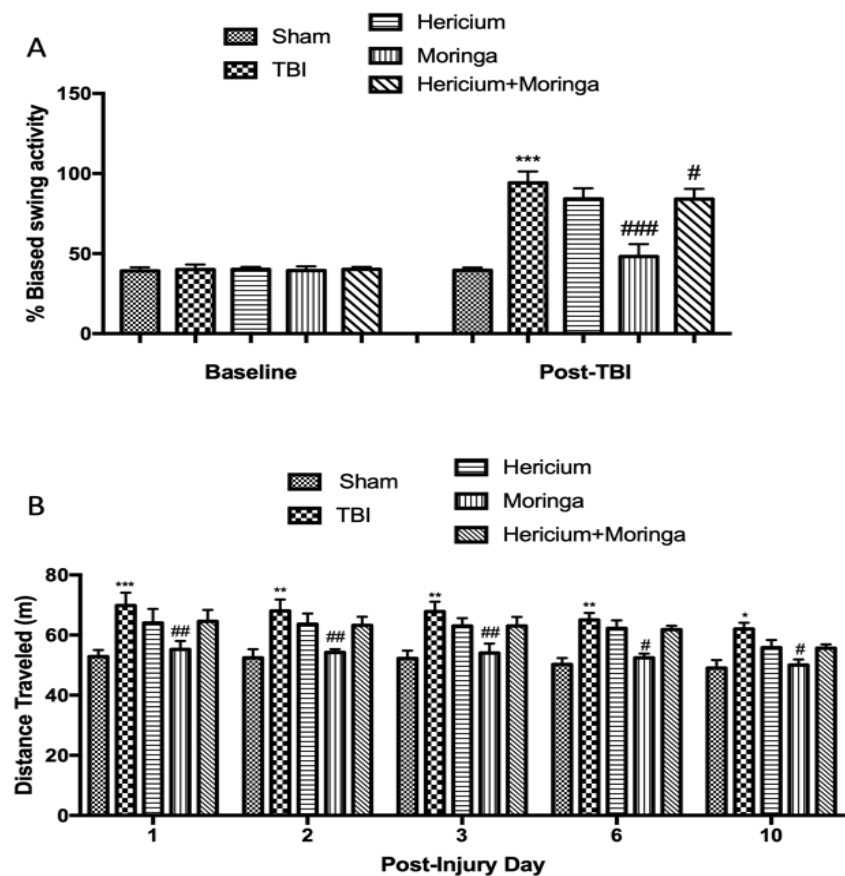 A
Sham
TBI
Hericium
Moringa
Hericium+Moringa
% Biased swing activity
150
100
50
0
***
###
#
Baseline
Post-TBI
B
Sham
TBI
Hericium
Moringa
Hericium+Moringa
Distance Traveled (m)
80
60
40
20
0
*** ## ** ## ** ## ** # * #
1 2 3 6 10
Post-Injury Day